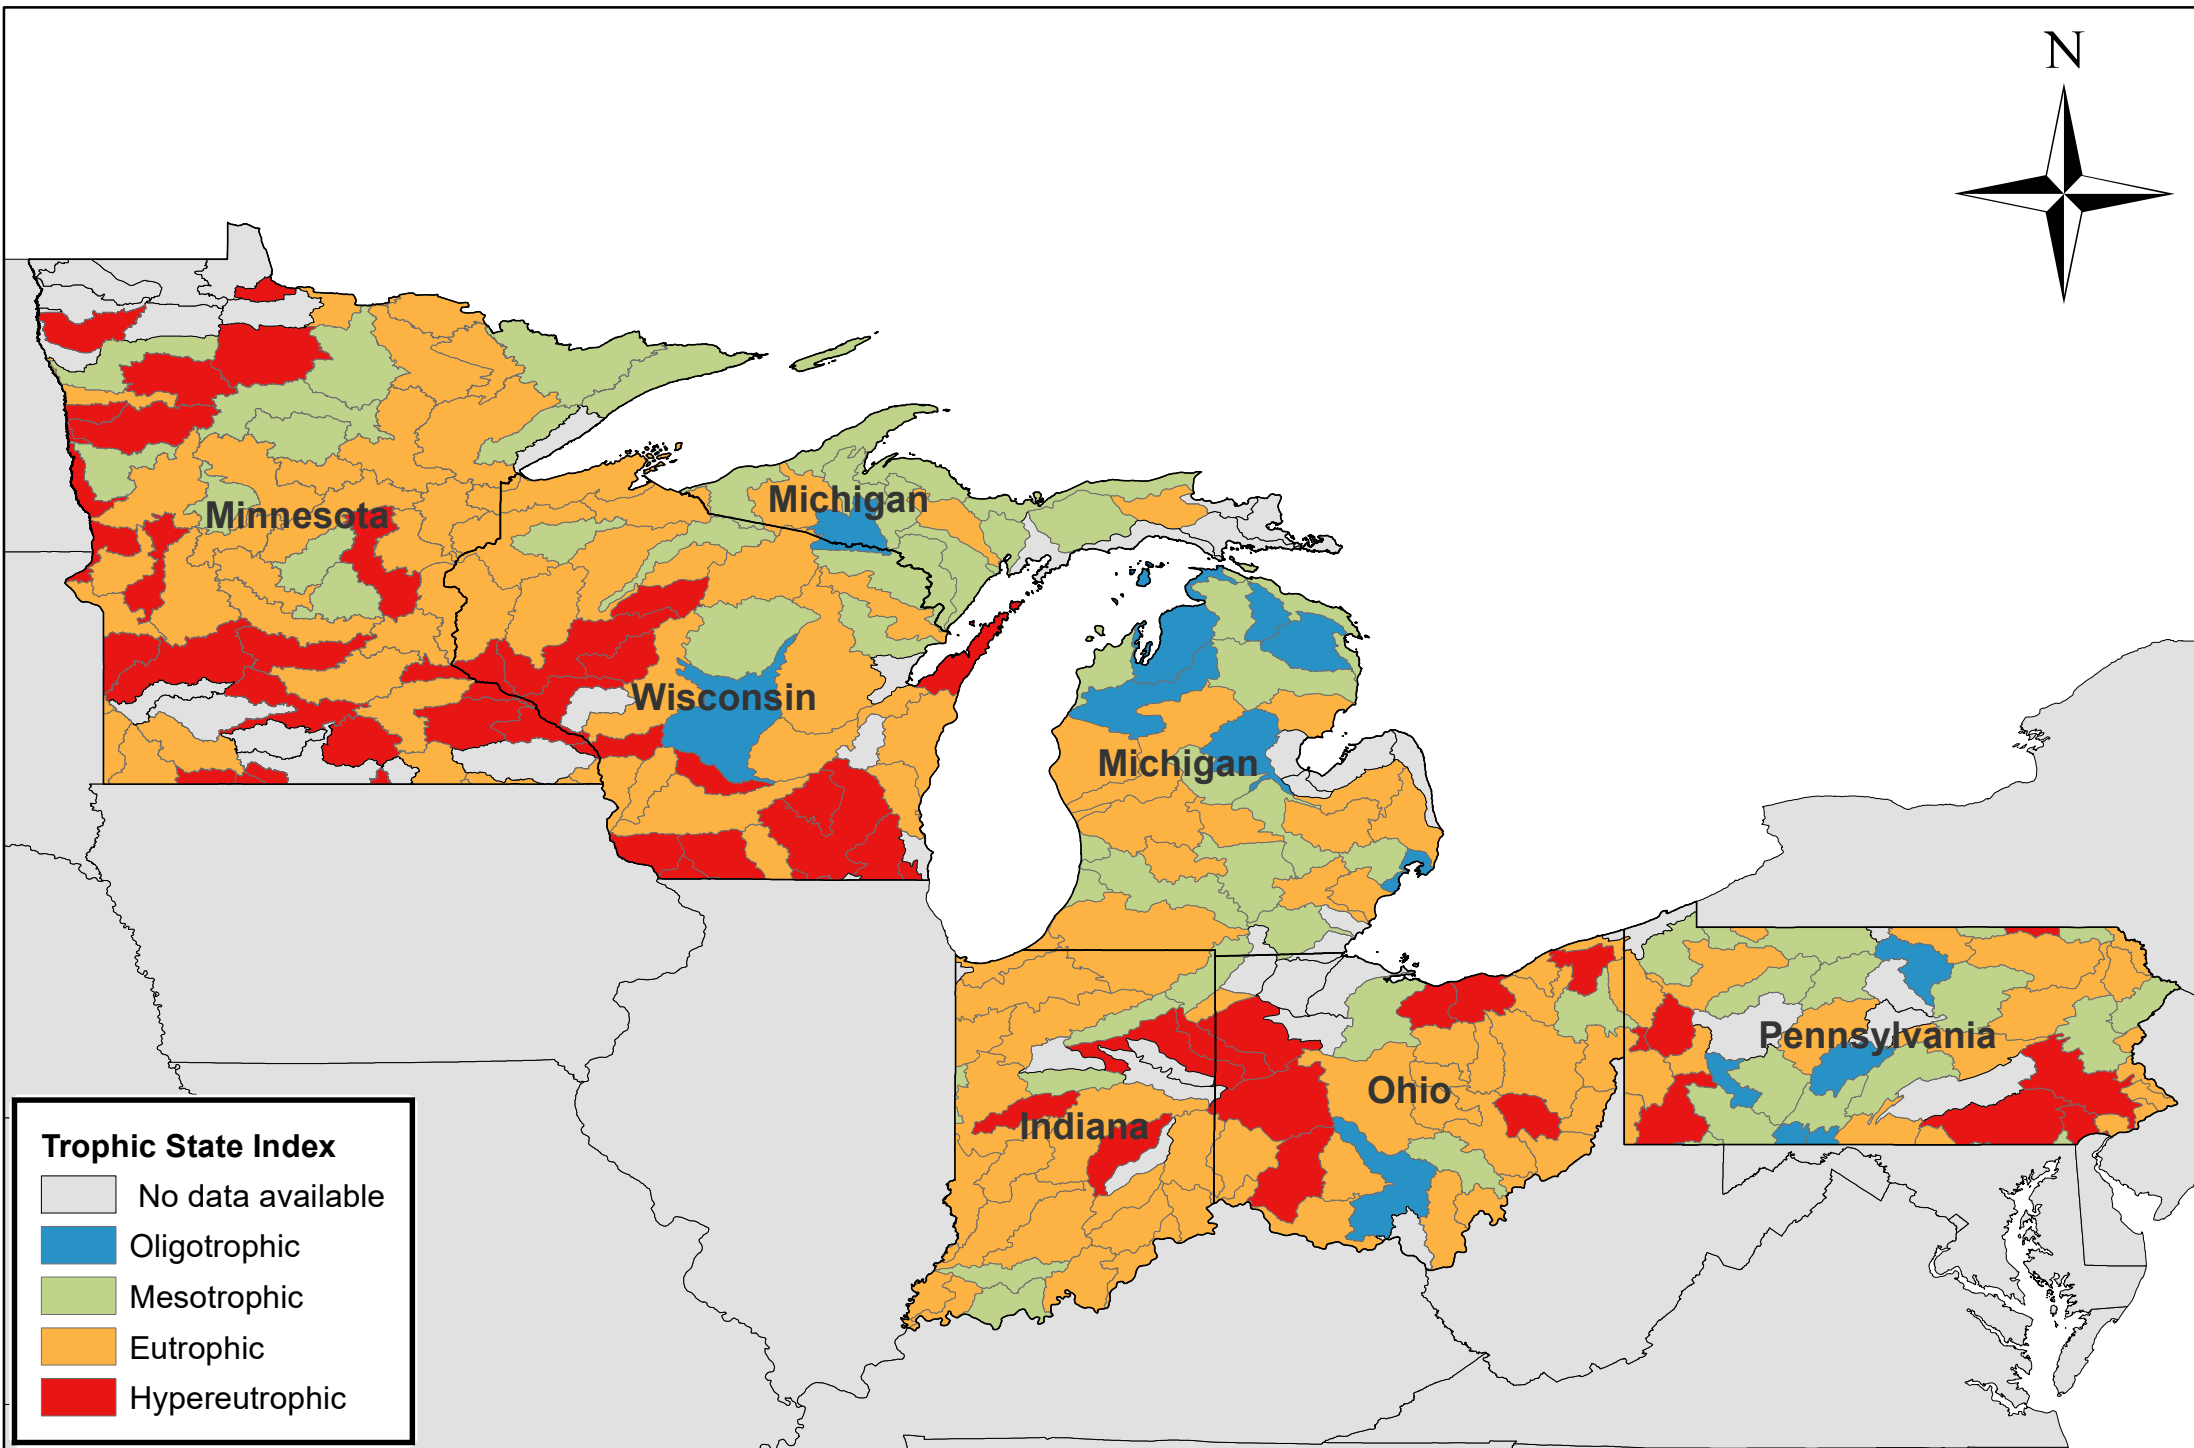 N
Michigan
Minnesota
Wisconsin
Michigan
Pennsylvania
Ohio
Indiana
Trophic State Index
No data available
Oligotrophic
Mesotrophic
Eutrophic
Hypereutrophic